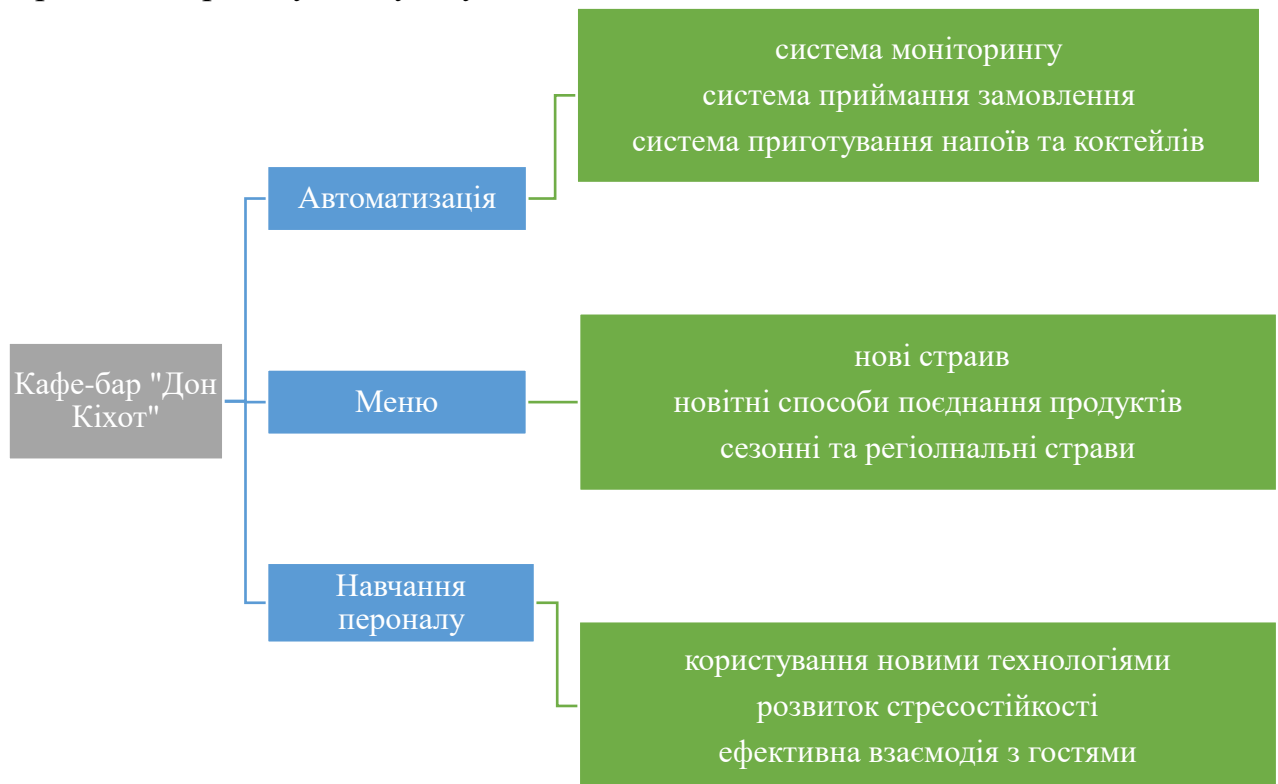 система моніторингу
система приймання замовлення
система приготування напоїв та коктейлів
Автоматизація
Кафе-бар "Дон
Кіхот"
Меню
нові страив
новітні способи поєднання продуктів
сезонні та регіолнальні страви
Навчання
пероналу
користування новими технологіями
розвиток стресостійкості
ефективна взаємодія з гостями